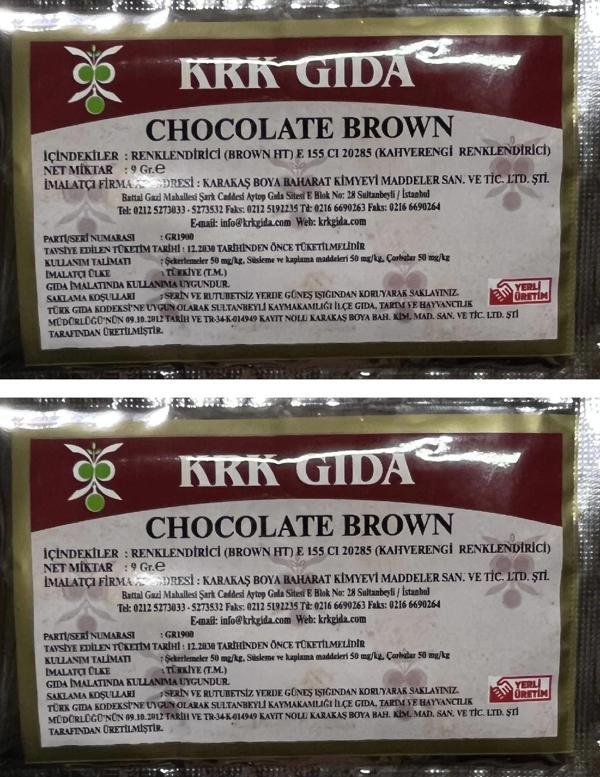 KRK GIDA
CHOCOLATE BROWN
İÇİNDEKİLER : RENKLENDİRİCİ (BROWN HT) E 155 CI 20285 (KAHVERENGİ RENKLENDİRİCİ)
NET MİKTAR : 9 Gr.e
İMALATÇI FİRMA DRESİ : KARAKAŞ BOYA BAHARAT KİMYEVİ MADDELER SAN. VE TİC. LTD. ŞTİ.
Battal Gazi Mahallesi Şark Caddesi Aytop Gıda Sitesi E Blok No: 28 Sultanbeyli / İstanbul
Tel: 0212 5273033 - 5273532 Faks: 0212 5192235 Tl: 0216 6690263 Faks: 0216 6690264
E-mail: info@krkgida.com Web: krkgida.com
PARTİ/SERİ NUMARASI : GR1900
TAVSİYE EDİLEN TÜKETİM TARİHİ : 12.2030 TARİHİNDEN ÖNCE TÜKETİLMELİDİR
KULLANIM TALİMATI : Şekerlemeler 50 mg/kg, Süsleme ve kaplama maddeleri 50 mg/kg, Çorbalar 50 mg/kg
İMALATÇI ÜLKE : TÜRKİYE (T.M.)
GIDA İMALATINDA KULLANIMA UYGUNDUR.
SAKLAMA KOŞULLARI : SERİN VE RUTUBETSİZ YERDE GÜNEŞ IŞIGINDAN KORUYARAK SAKLAYINIZ.
TÜRK GIDA KODEKSİ'NE UYGUN OLARAK SULTANBEYLİ KAYMAKAMLIĞI İLÇE GIDA, TARIM VE HAYVANCILIK
MÜDÜRLÜĞÜ'NÜN 09.10.2012 TARİH VE TR-34-K-014949 KAYIT NOLU KARAKAŞ BOYA BAH. KİM. MAD. SAN. VE TİC. LTD. ŞTİ
TARAFINDAN ÜRETİLMİŞTİR.
YERLİ
ÜRETİM
KRK GIDA
CHOCOLATE BROWN
İÇİNDEKİLER : RENKLENDİRİCİ (BROWN HT) E 155 CI 20285 (KAHVERENGİ RENKLENDİRİCİ)
NET MİKTAR : 9 Gr.e
İMALATÇI FİRMA DRESİ : KARAKAŞ BOYA BAHARAT KİMYEVİ MADDELER SAN. VE TİC. LTD. ŞTİ.
Battal Gazi Mahallesi Şark Caddesi Aytop Gıda Sitesi E Blok No: 28 Sultanbeyli / İstanbul
Tel: 0212 5273033 - 5273532 Faks: 0212 5192235 Tl: 0216 6690263 Faks: 0216 6690264
E-mail: info@krkgida.com Web: krkgida.com
PARTİ/SERİ NUMARASI : GR1900
TAVSİYE EDİLEN TÜKETİM TARİHİ : 12.2030 TARİHİNDEN ÖNCE TÜKETİLMELİDİR
KULLANIM TALİMATI : Şekerlemeler 50 mg/kg, Süsleme ve kaplama maddeleri 50 mg/kg, Çorbalar 50 mg/kg
İMALATÇI ÜLKE : TÜRKİYE (T.M.)
GIDA İMALATINDA KULLANIMA UYGUNDUR.
SAKLAMA KOŞULLARI : SERİN VE RUTUBETSİZ YERDE GÜNEŞ IŞIGINDAN KORUYARAK SAKLAYINIZ.
TÜRK GIDA KODEKSİ'NE UYGUN OLARAK SULTANBEYLİ KAYMAKAMLIĞI İLÇE GIDA, TARIM VE HAYVANCILIK
MÜDÜRLÜĞÜ'NÜN 09.10.2012 TARİH VE TR-34-K-014949 KAYIT NOLU KARAKAŞ BOYA BAH. KİM. MAD. SAN. VE TİC. LTD. ŞTİ
TARAFINDAN ÜRETİLMİŞTİR.
YERLİ
ÜRETİM